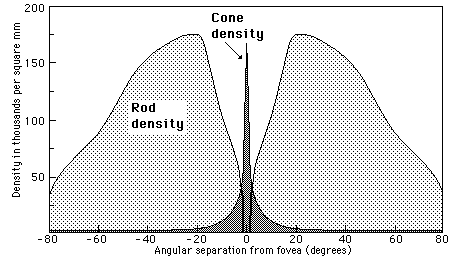 200
150
100
50
Density in thousands per square mm
Cone
density
Rod
density
-80 -60 -40 -20 0 20 40 60 80
Angular separation from fovea (degrees)